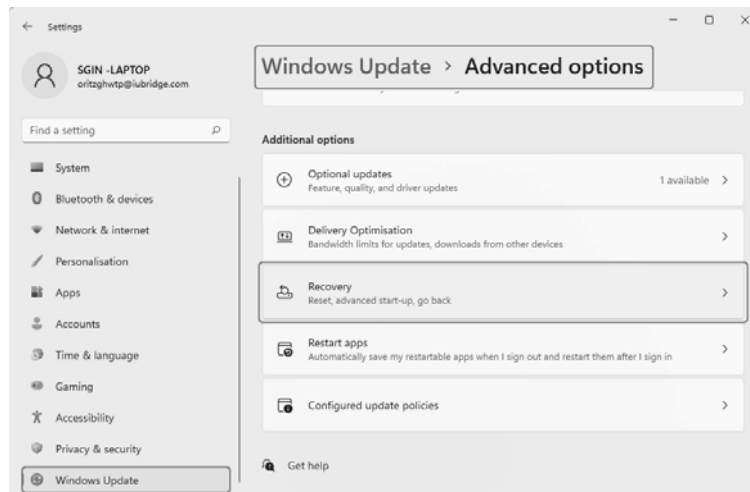 Settings
SGIN -LAPTOP
oritzghwtp@iubridge.com
Find a setting
System
Bluetooth & devices
Network & internet
Personalisation
Apps
Accounts
Time & language
Gaming
Accessibility
Privacy & security
Windows Update
Windows Update > Advanced options
Additional options
Optional updates
Feature, quality, and driver updates
1 available
Delivery Optimisation
Bandwidth limits for updates, downloads from other devices
Recovery
Reset, advanced start-up, go back
Restart apps
Automatically save my restartable apps when I sign out and restart them after I sign in
Configured update policies
Get help